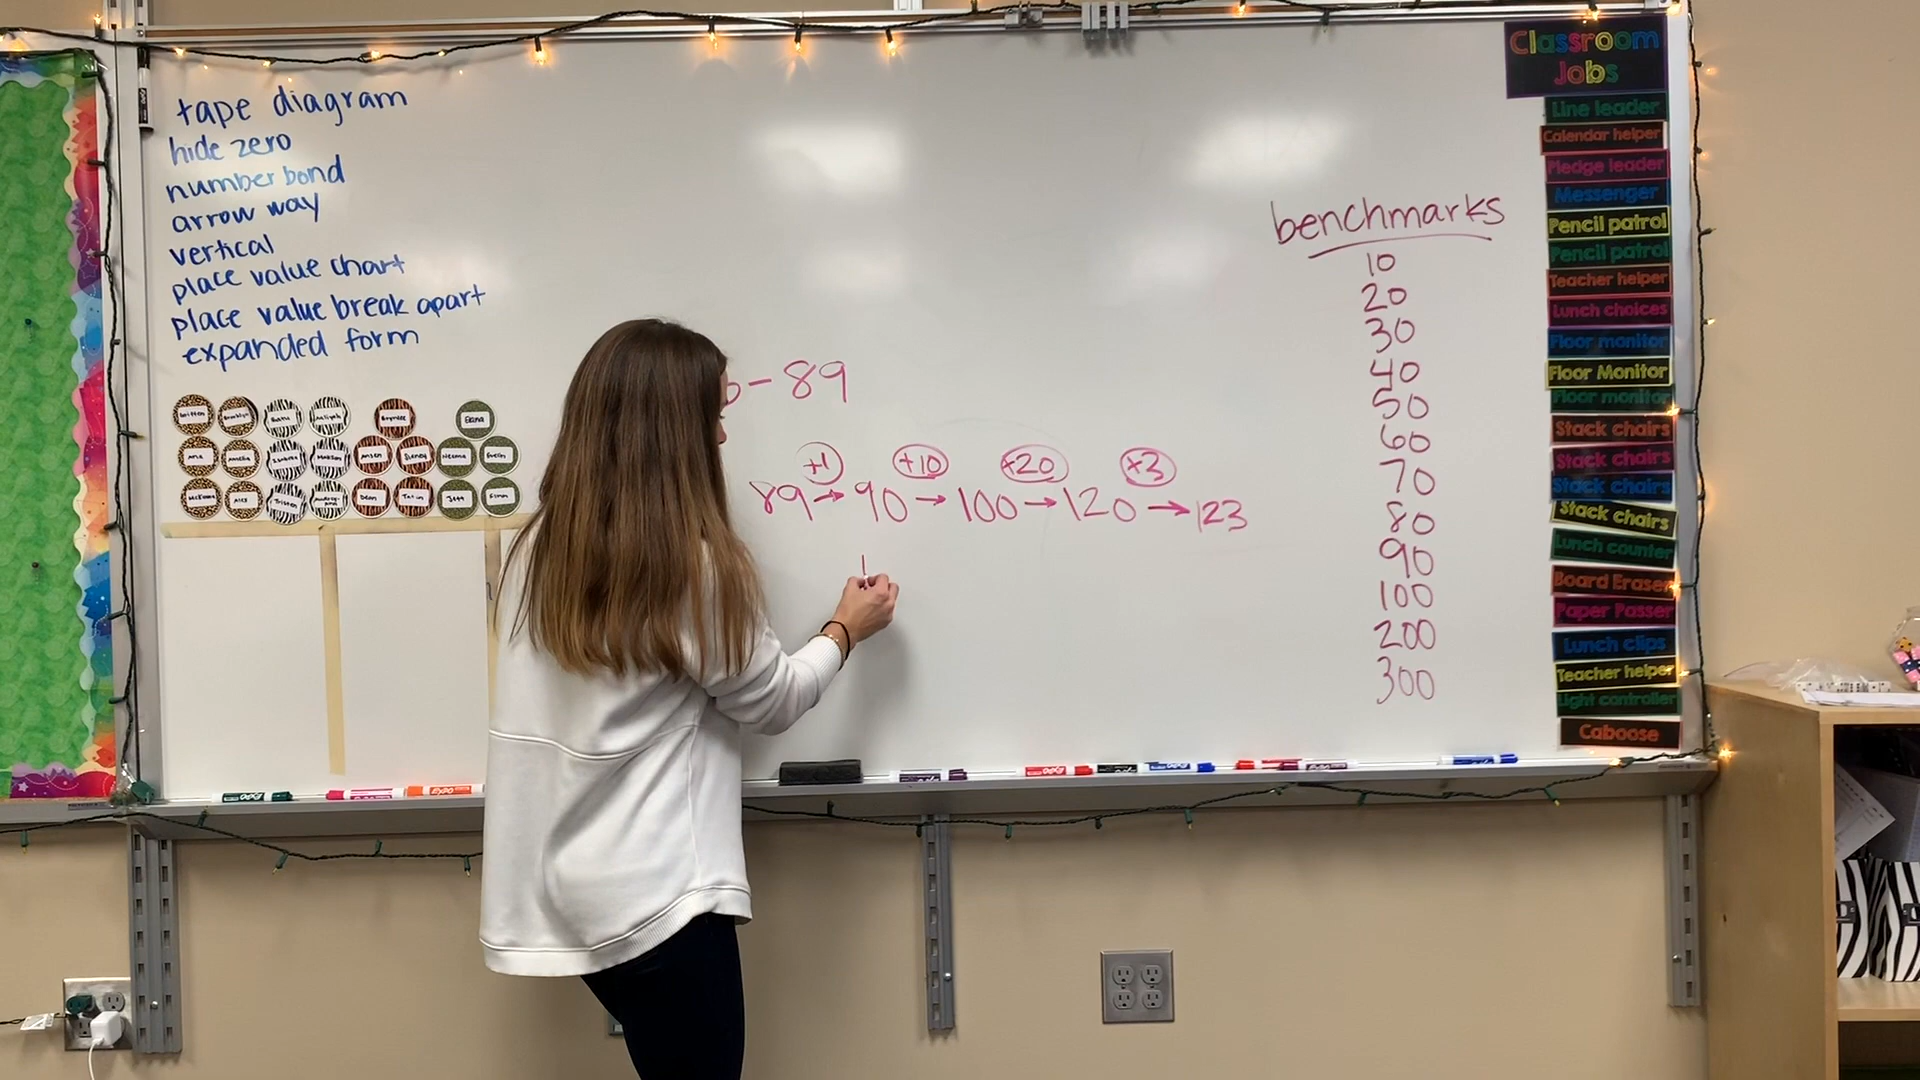 tape diagram
hide zero
number bond
arrow way
vertical
place value chart
place value break apart
expanded form
- 89
+1 +10 +20 +3
89→90→100→120→123
benchmarks
10
20
30
40
50
60
70
80
90
100
200
300
Classroom
Jobs
Line leader
Calendar helper
Pledge leader
Messenger
Pencil patrol
Pencil patrol
Teacher helper
Lunch choices
Floor monitor
Floor Monitor
Floor monitor
Stack chairs
Stack chairs
Stack chairs
Stack chairs
Lunch counter
Board Eraser
Paper Passer
Lunch clips
Teacher helper
Light controller
Caboose
EXPO